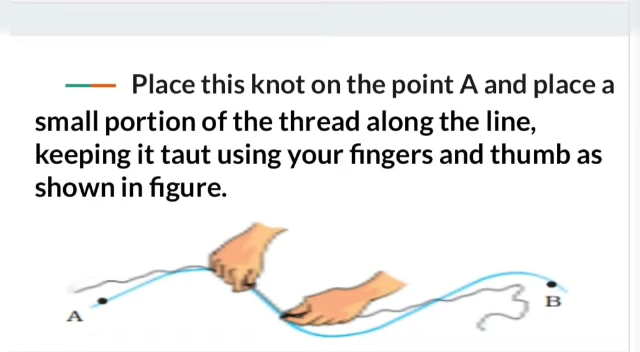 Place this knot on the point A and place a
small portion of the thread along the line,
keeping it taut using your fingers and thumb as
shown in figure.
A
B